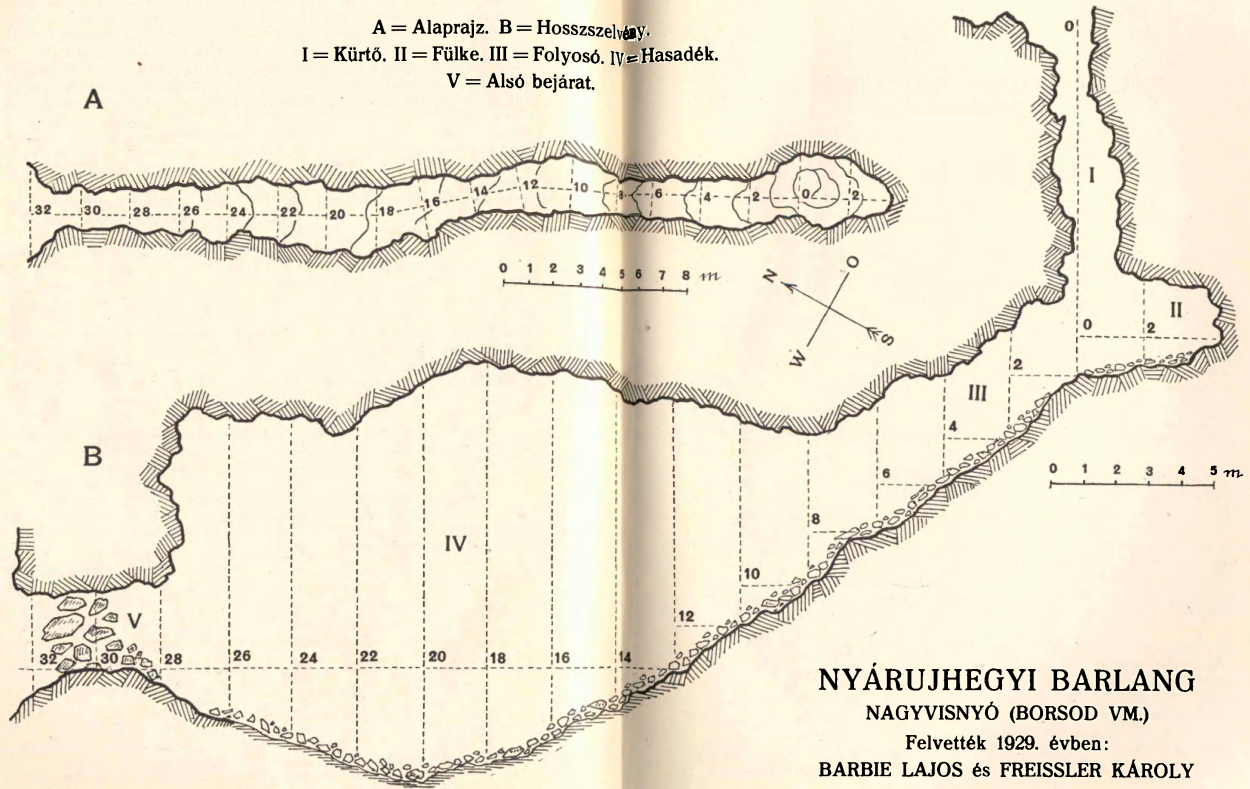 A = Alaprajz. B = Hosszszelvény.
I = Kürtő. II = Fülke. III = Folyosó. IV = Hasadék.
V = Alsó bejárat.
A
32 30 28 26 24 22 20 18 16 14 12 10 8 6 4 2 0 2
0 1 2 3 4 5 6 7 8 m
N O W S
0
I
II
0 2
2
III
4
6
8
10
12
B
IV
V
32 30 28 26 24 22 20 18 16 14
0 1 2 3 4 5 m
NYÁRUJHEGYI BARLANG
NAGYVISNYÓ (BORSOD VM.)
Felvették 1929. évben:
BARBIE LAJOS és FREISSLER KÁROLY